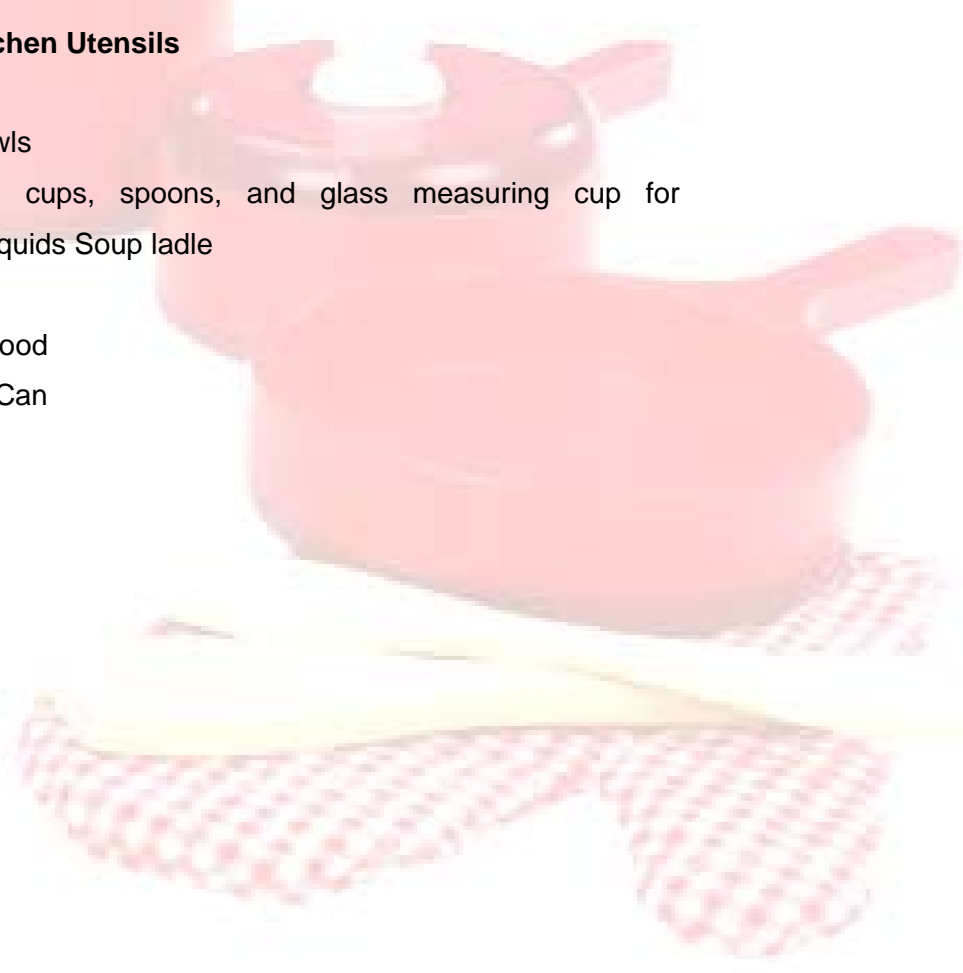 chen Utensils
wls
cups, spoons, and glass measuring cup for
quids Soup ladle
ood
Can